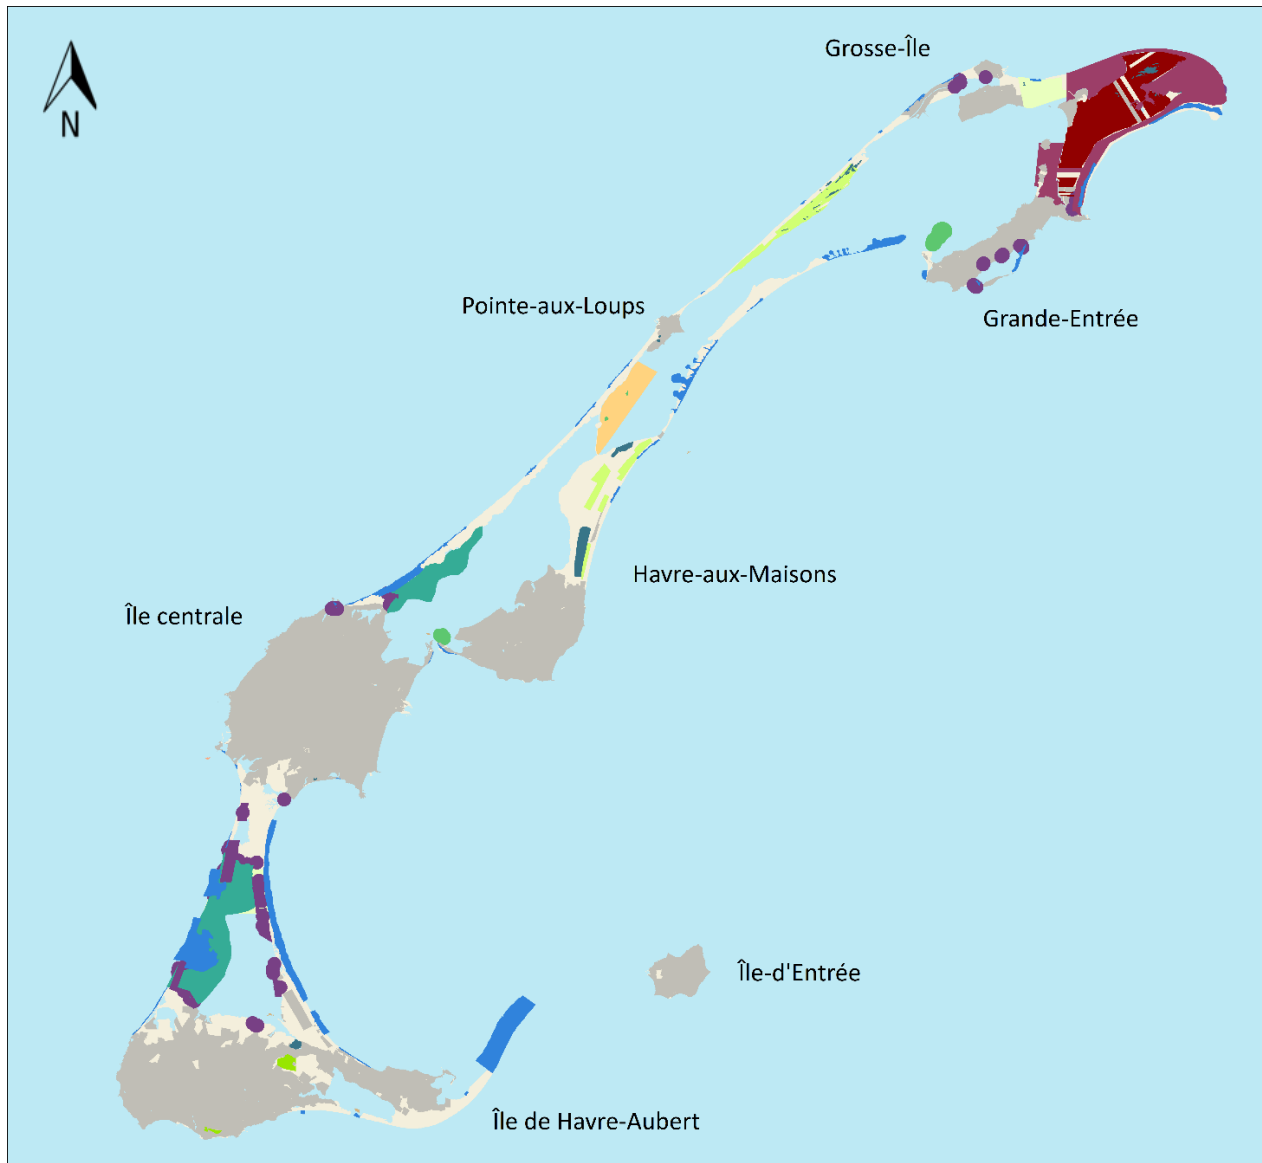 Grosse-Île
N
Pointe-aux-Loups
Grande-Entrée
Havre-aux-Maisons
Île centrale
Île-d'Entrée
Île de Havre-Aubert